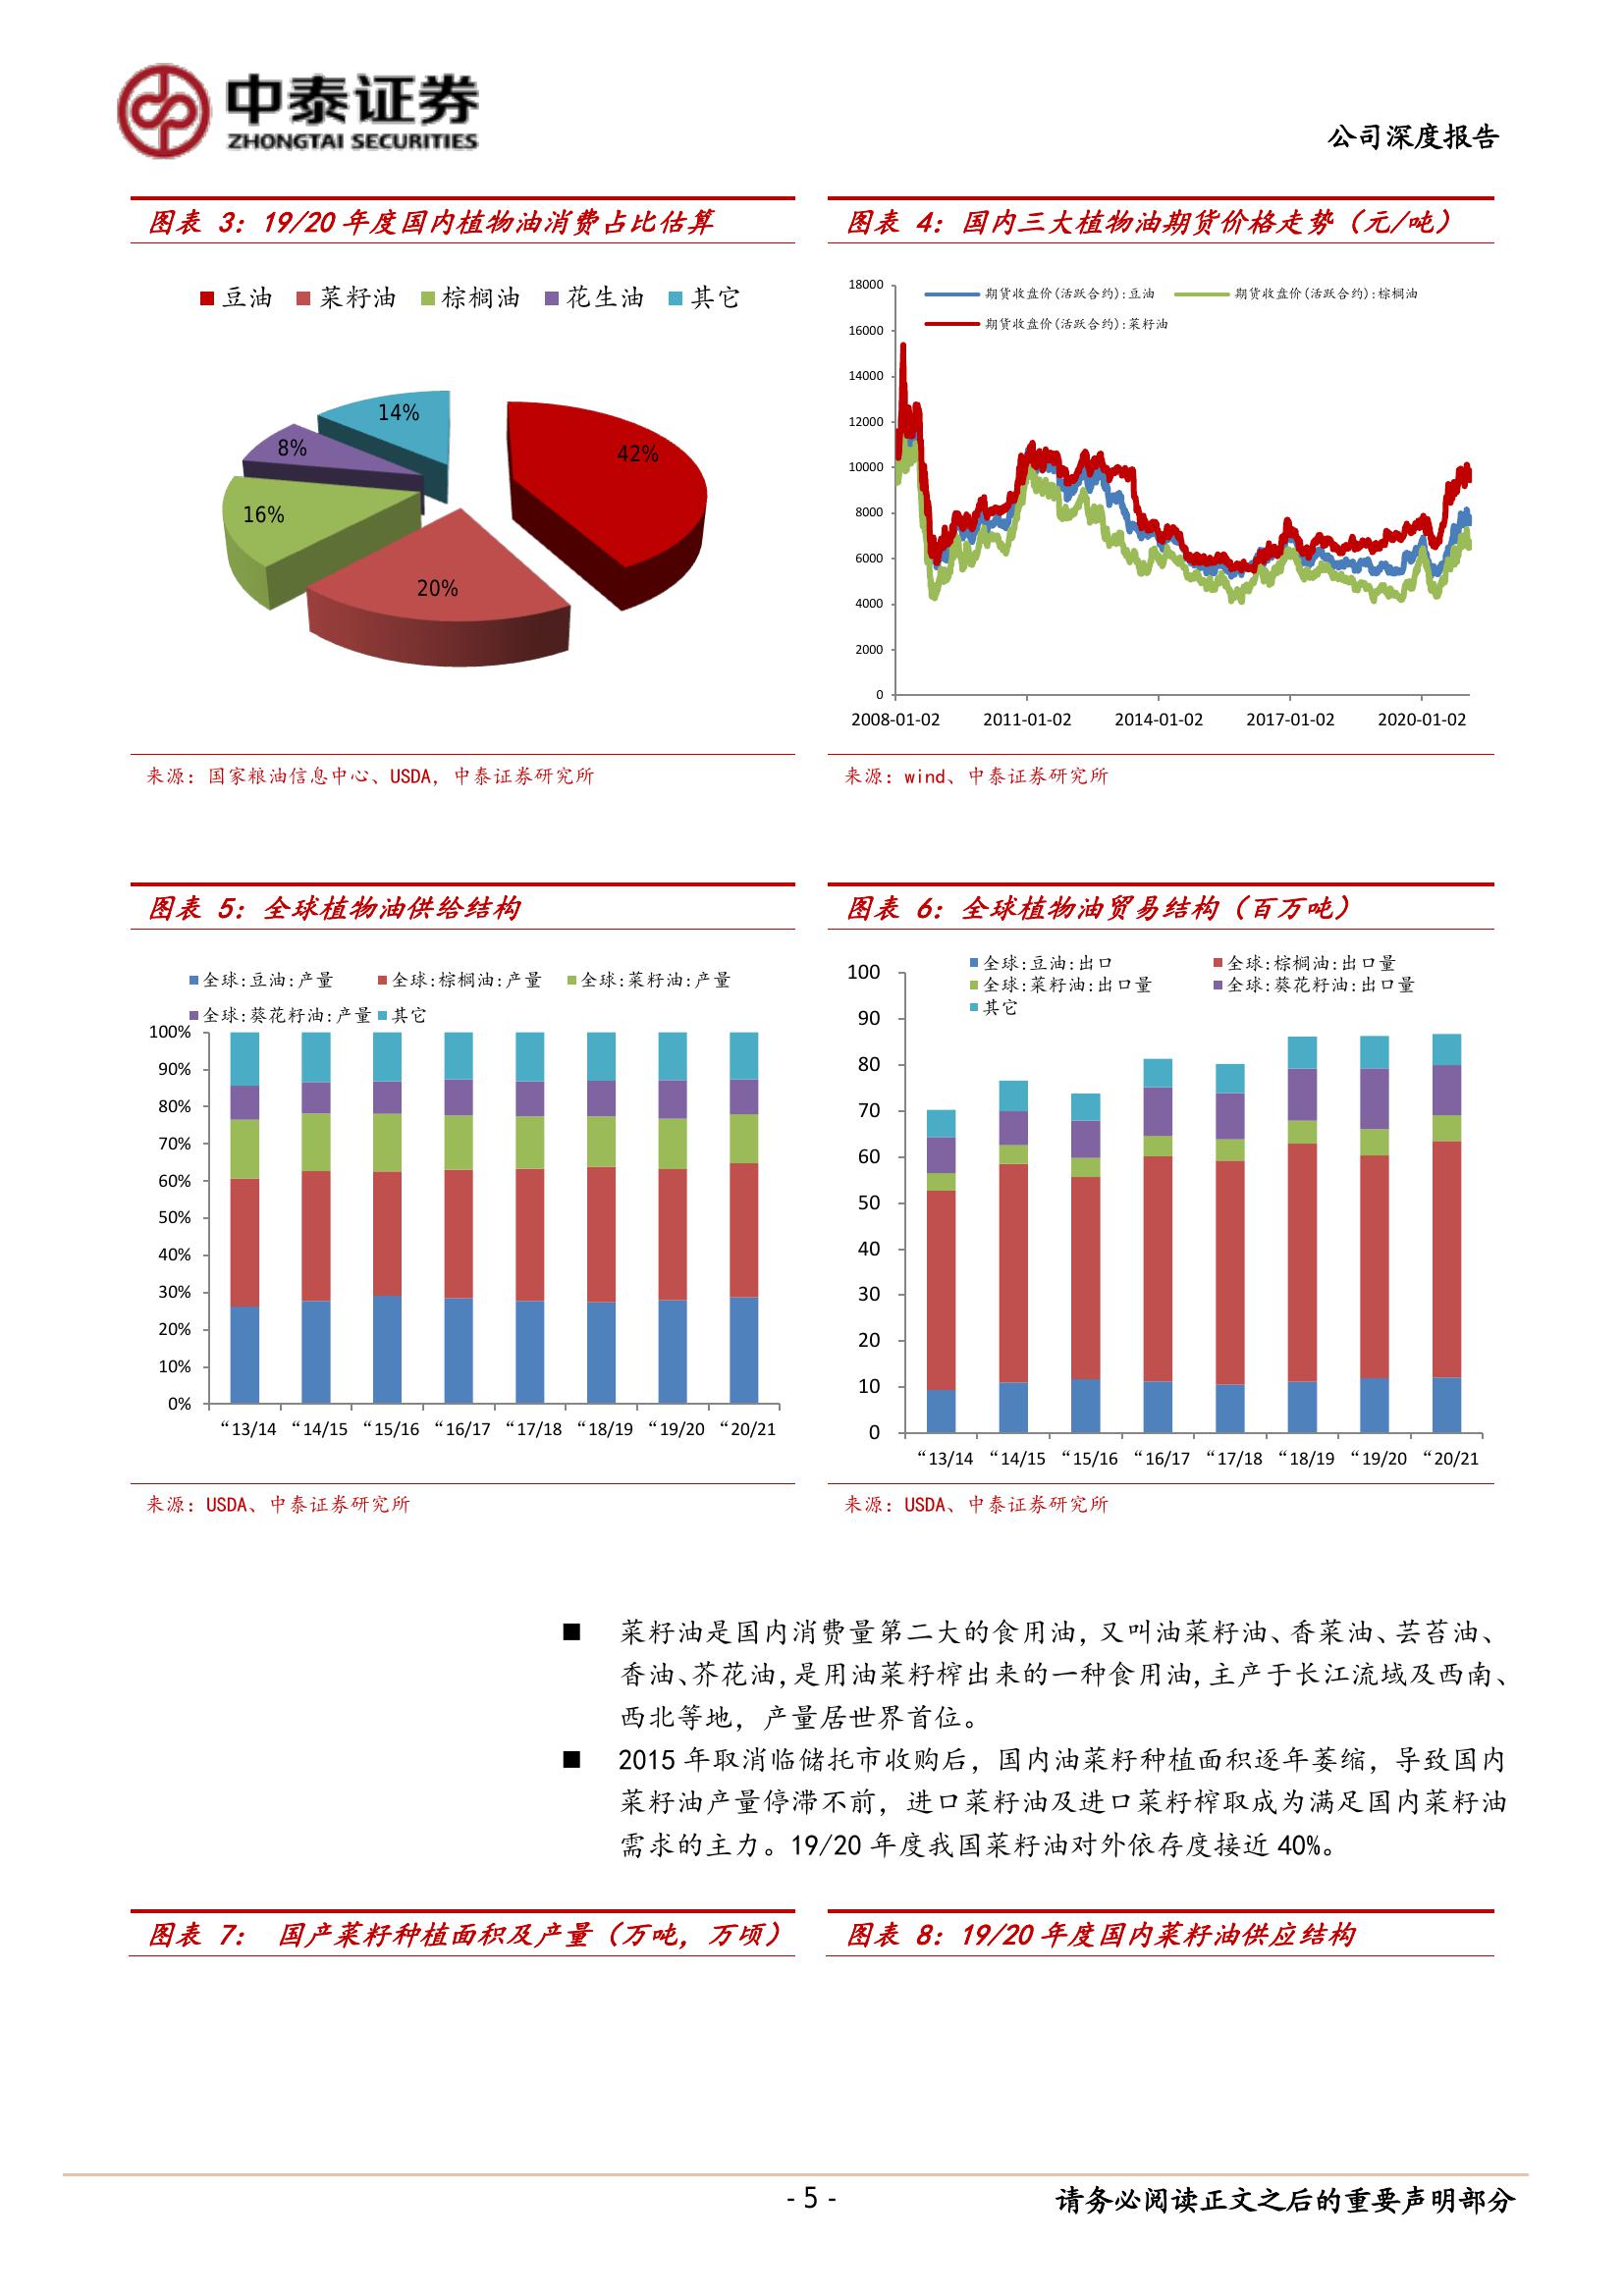 中泰证券
ZHONGTAI SECURITIES
公司深度报告
图表 3：19/20 年度国内植物油消费占比估算
豆油 菜籽油 棕榈油 花生油 其它
14%
8%
42%
16%
20%
来源：国家粮油信息中心、USDA，中泰证券研究所
图表 4：国内三大植物油期货价格走势（元/吨）
期货收盘价(活跃合约):豆油 期货收盘价(活跃合约):棕榈油
期货收盘价(活跃合约):菜籽油
18000
16000
14000
12000
10000
8000
6000
4000
2000
0
2008-01-02 2011-01-02 2014-01-02 2017-01-02 2020-01-02
来源：wind、中泰证券研究所
图表 5：全球植物油供给结构
全球:豆油:产量 全球:棕榈油:产量 全球:菜籽油:产量
全球:葵花籽油:产量 其它
100%
90%
80%
70%
60%
50%
40%
30%
20%
10%
0%
“13/14 “14/15 “15/16 “16/17 “17/18 “18/19 “19/20 “20/21
来源：USDA、中泰证券研究所
图表 6：全球植物油贸易结构（百万吨）
全球:豆油:出口 全球:棕榈油:出口量
全球:菜籽油:出口量 全球:葵花籽油:出口量
其它
100
90
80
70
60
50
40
30
20
10
0
“13/14 “14/15 “15/16 “16/17 “17/18 “18/19 “19/20 “20/21
来源：USDA、中泰证券研究所
■ 菜籽油是国内消费量第二大的食用油，又叫油菜籽油、香菜油、芸苔油、
香油、芥花油，是用油菜籽榨出来的一种食用油，主产于长江流域及西南、
西北等地，产量居世界首位。
■ 2015 年取消临储托市收购后，国内油菜籽种植面积逐年萎缩，导致国内
菜籽油产量停滞不前，进口菜籽油及进口菜籽榨取成为满足国内菜籽油
需求的主力。19/20 年度我国菜籽油对外依存度接近 40%。
图表 7： 国产菜籽种植面积及产量（万吨，万顷）
图表 8：19/20 年度国内菜籽油供应结构
- 5 -
请务必阅读正文之后的重要声明部分